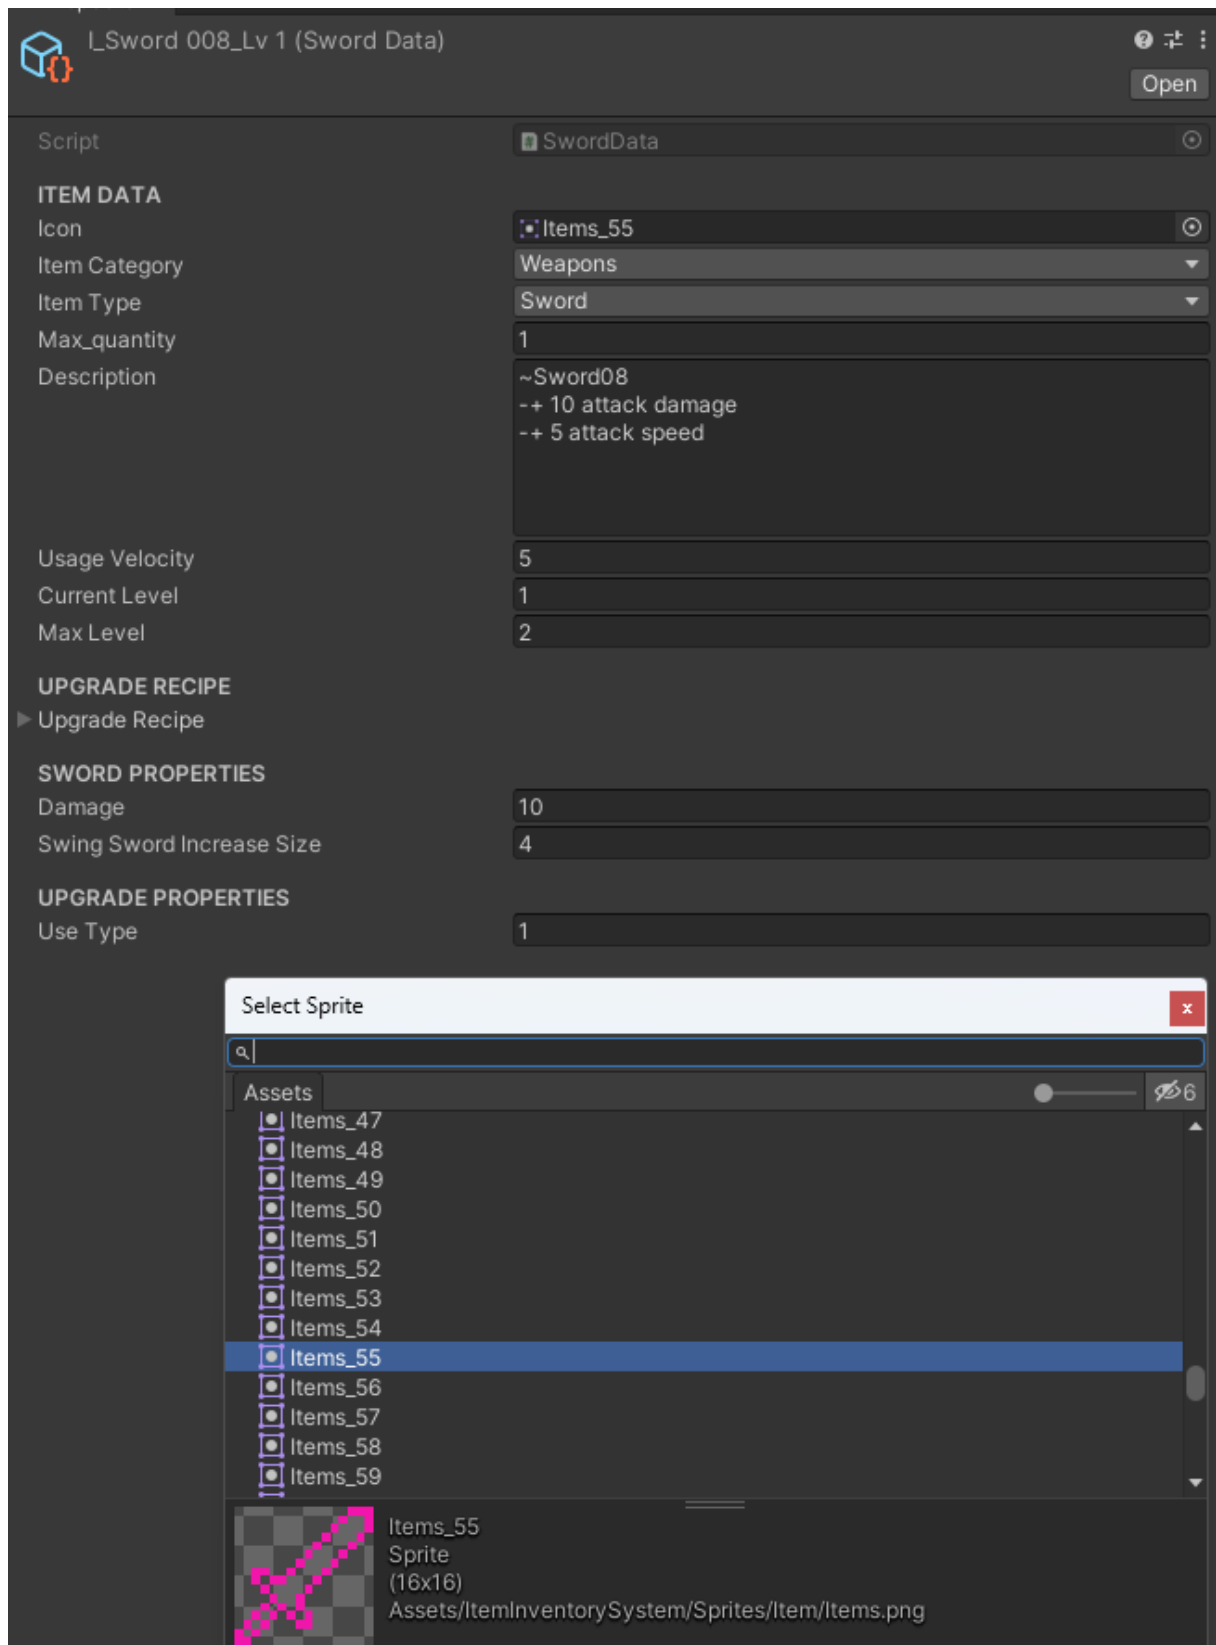 I_Sword 008_Lv 1 (Sword Data)
Open
Script SwordData
ITEM DATA
Icon Items_55
Item Category Weapons
Item Type Sword
Max_quantity 1
Description ~Sword08
-+ 10 attack damage
-+ 5 attack speed
Usage Velocity 5
Current Level 1
Max Level 2
UPGRADE RECIPE
Upgrade Recipe
SWORD PROPERTIES
Damage 10
Swing Sword Increase Size 4
UPGRADE PROPERTIES
Use Type 1
Select Sprite
Assets 6
Items_47
Items_48
Items_49
Items_50
Items_51
Items_52
Items_53
Items_54
Items_55
Items_56
Items_57
Items_58
Items_59
Items_55
Sprite
(16x16)
Assets/ItemInventorySystem/Sprites/Item/Items.png